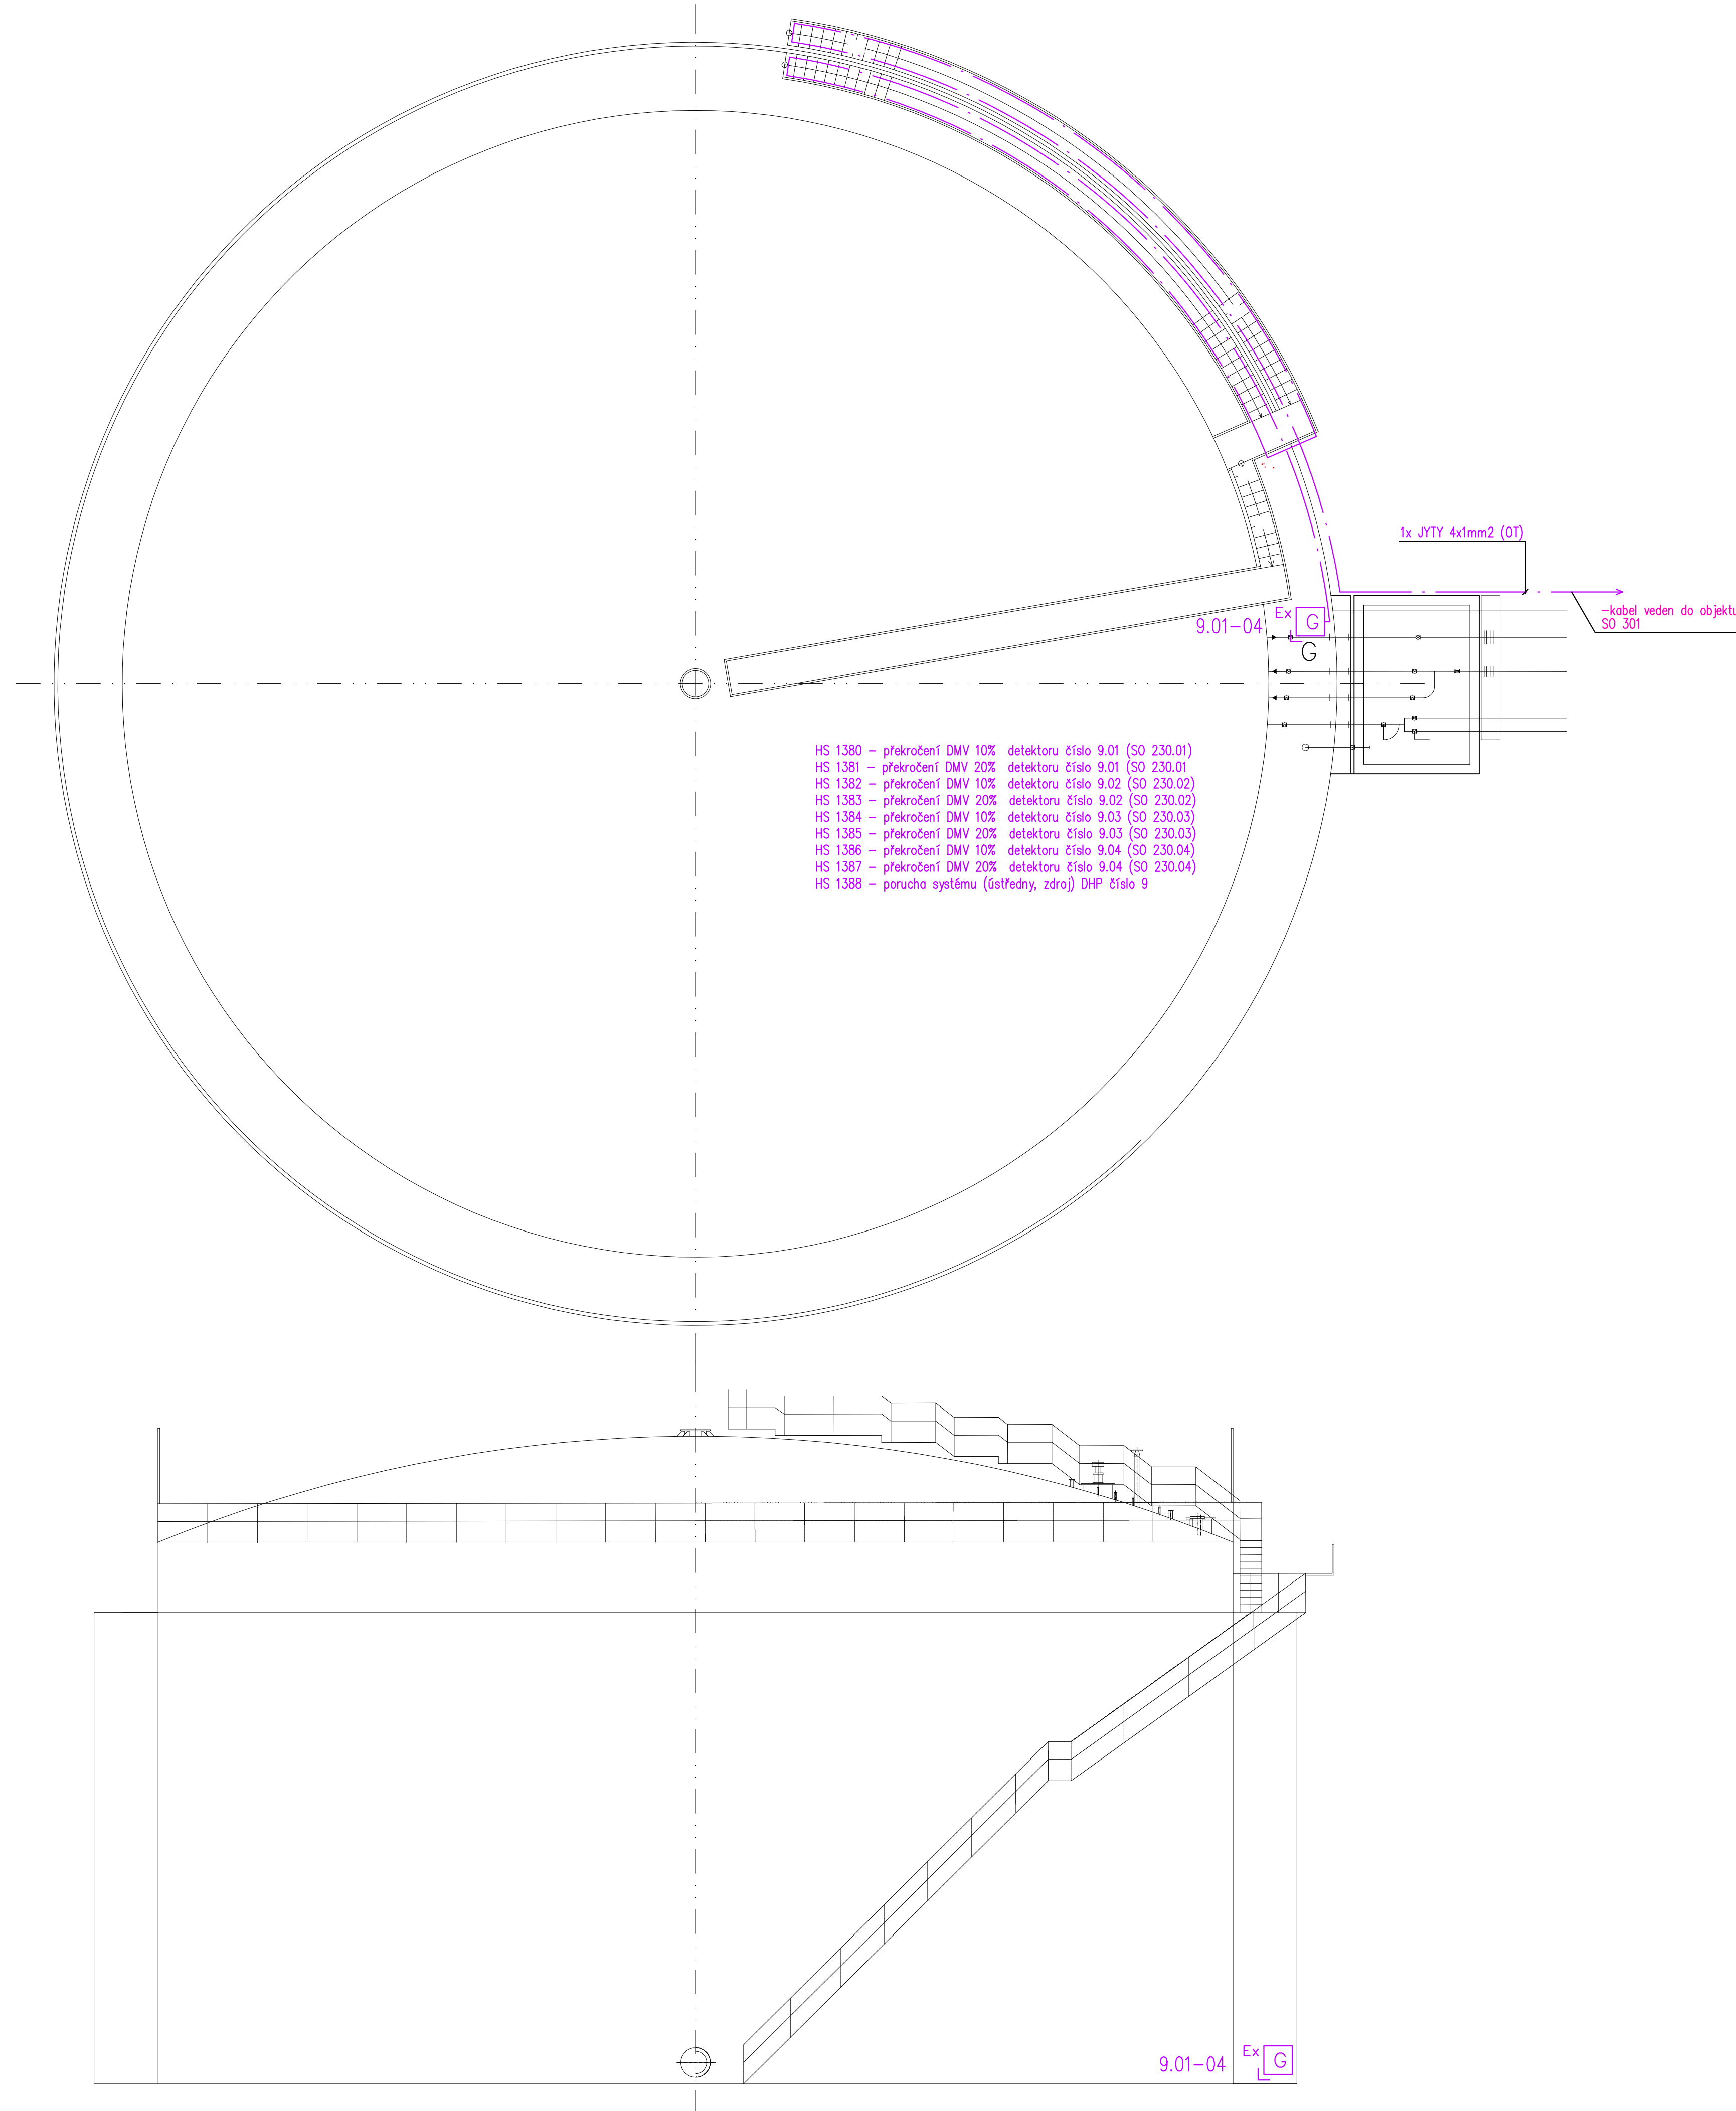 1x JYTY 4x1mm2 (OT)
-kabel veden do objektu
SO 301
Ex G
9.01-04
G
HS 1380 - překročení DMV 10% detektoru číslo 9.01 (SO 230.01)
HS 1381 - překročení DMV 20% detektoru číslo 9.01 (SO 230.01
HS 1382 - překročení DMV 10% detektoru číslo 9.02 (SO 230.02)
HS 1383 - překročení DMV 20% detektoru číslo 9.02 (SO 230.02)
HS 1384 - překročení DMV 10% detektoru číslo 9.03 (SO 230.03)
HS 1385 - překročení DMV 20% detektoru číslo 9.03 (SO 230.03)
HS 1386 - překročení DMV 10% detektoru číslo 9.04 (SO 230.04)
HS 1387 - překročení DMV 20% detektoru číslo 9.04 (SO 230.04)
HS 1388 - porucha systému (ústředny, zdroj) DHP číslo 9
9.01-04 Ex G